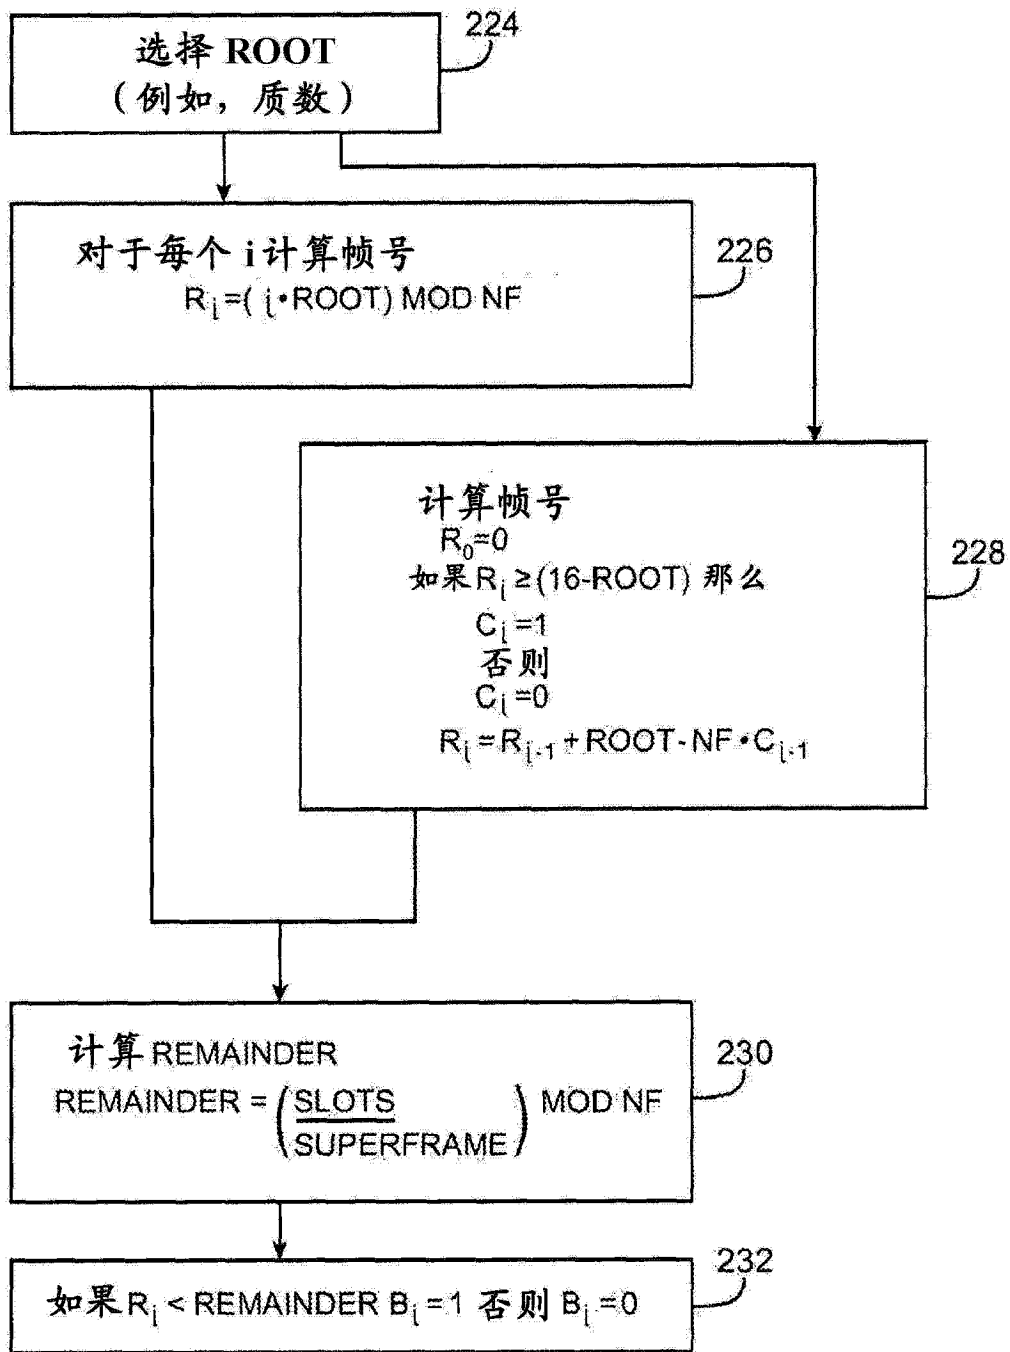 224
选择 ROOT
（例如，质数）
226
对于每个 i 计算帧号
Ri=( i•ROOT) MOD NF
228
计算帧号
R0=0
如果 Ri ≥(16-ROOT) 那么
Ci=1
否则
Ci=0
Ri = Ri-1 + ROOT-NF•Ci-1
230
计算 REMAINDER
REMAINDER = (SLOTS
SUPERFRAME) MOD NF
232
如果 Ri < REMAINDER Bi=1 否则 Bi=0